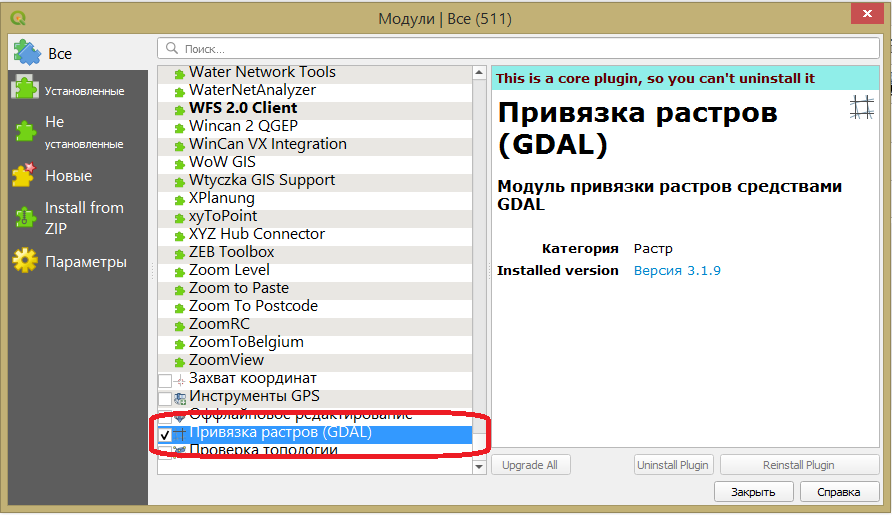 Модули | Все (511)
Все
Установленные
Не
установленные
Новые
Install from
ZIP
Параметры
Поиск...
Water Network Tools
WaterNetAnalyzer
WFS 2.0 Client
Wincan 2 QGEP
WinCan VX Integration
WoW GIS
Wtyczka GIS Support
XPlanung
xyToPoint
XYZ Hub Connector
ZEB Toolbox
Zoom Level
Zoom to Paste
Zoom To Postcode
ZoomRC
ZoomToBelgium
ZoomView
Захват координат
Инструменты GPS
Оффлайновое редактирование
Привязка растров (GDAL)
Проверка топологии
This is a core plugin, so you can't uninstall it
Привязка растров
(GDAL)
Модуль привязки растров средствами
GDAL
Категория Растр
Installed version Версия 3.1.9
Upgrade All
Uninstall Plugin
Reinstall Plugin
Закрыть
Справка